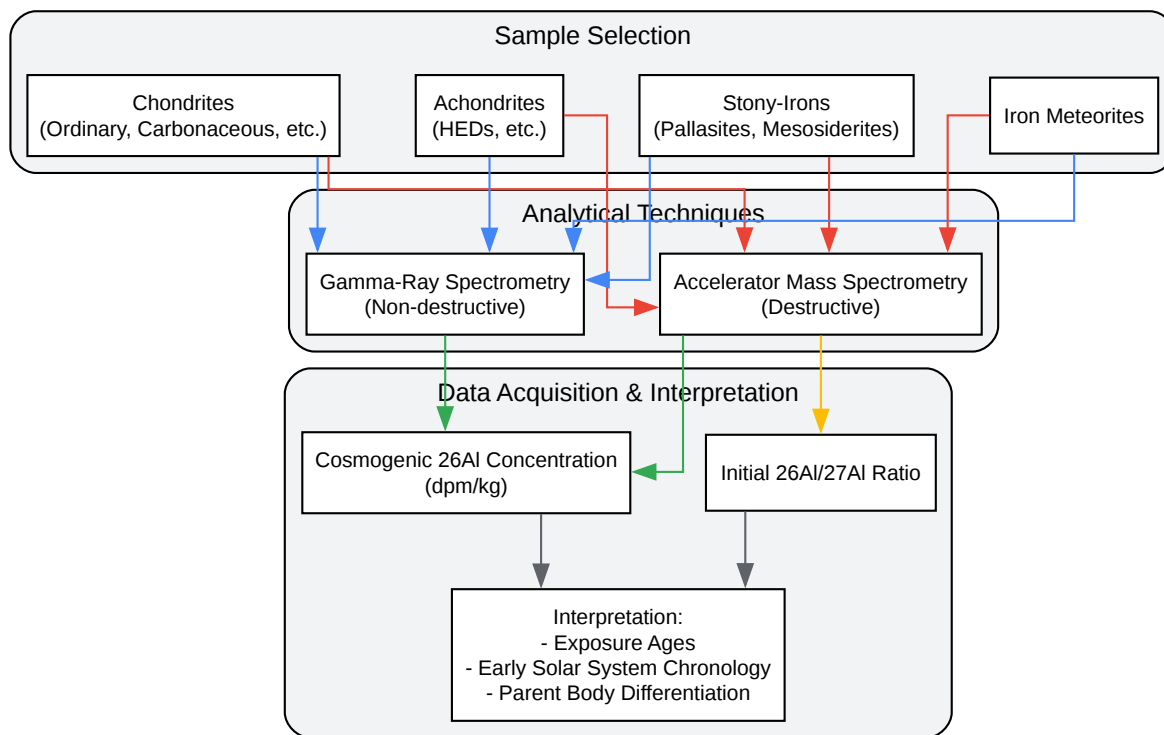 Sample Selection
Chondrites
(Ordinary, Carbonaceous, etc.)
Achondrites
(HEDs, etc.)
Stony-Irons
(Pallasites, Mesosiderites)
Iron Meteorites
Analytical Techniques
Gamma-Ray Spectrometry
(Non-destructive)
Accelerator Mass Spectrometry
(Destructive)
Data Acquisition & Interpretation
Cosmogenic 26Al Concentration
(dpm/kg)
Initial 26Al/27Al Ratio
Interpretation:
- Exposure Ages
- Early Solar System Chronology
- Parent Body Differentiation